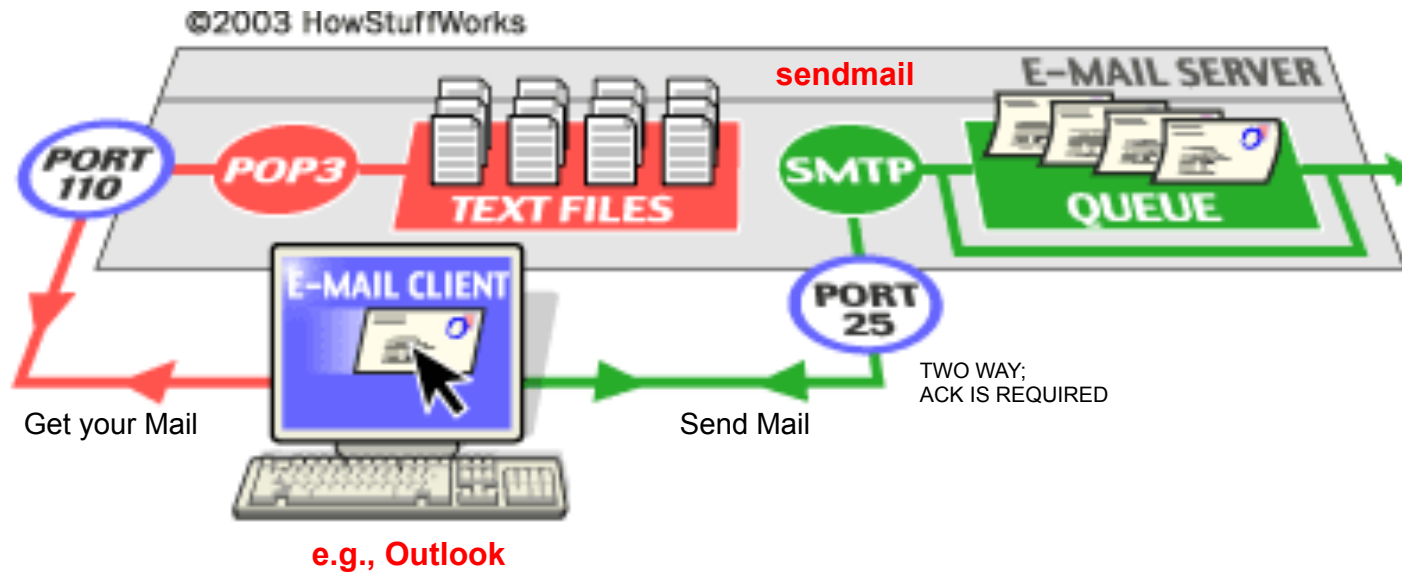 ©2003 HowStuffWorks
sendmail
E-MAIL SERVER
PORT
110
POP3
TEXT FILES
SMTP
QUEUE
E-MAIL CLIENT
PORT
25
TWO WAY;
ACK IS REQUIRED
Get your Mail
Send Mail
e.g., Outlook